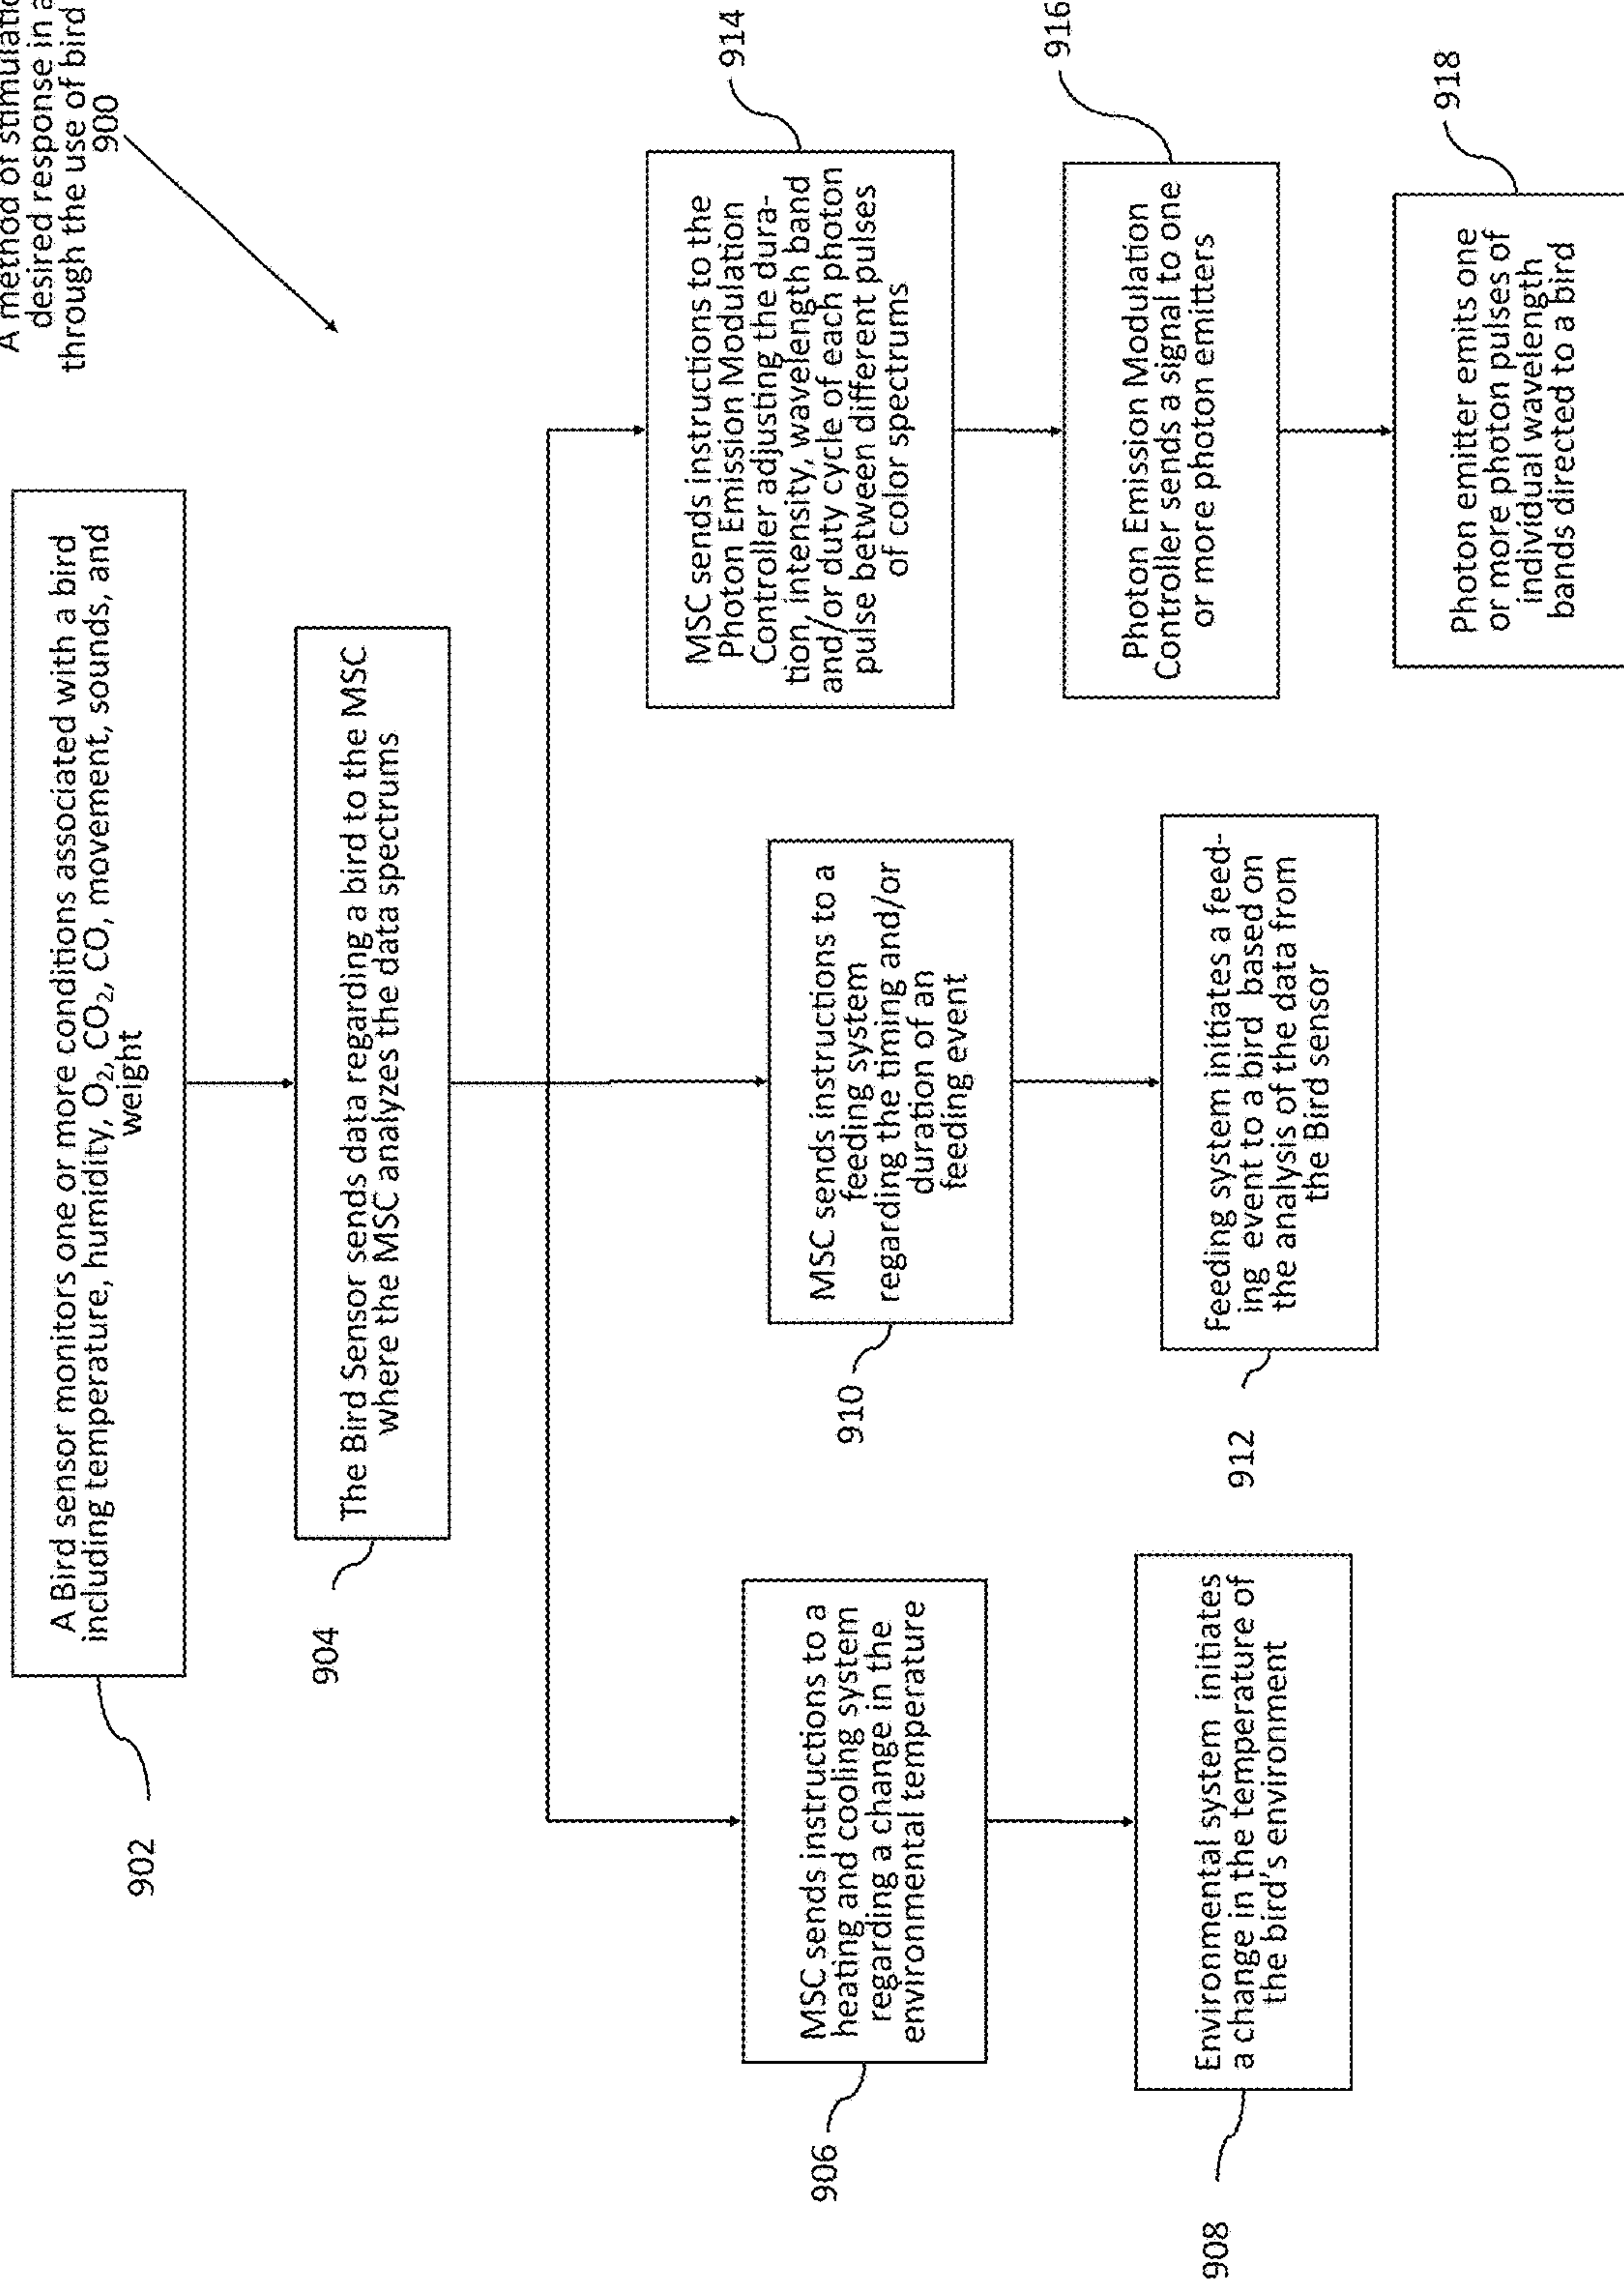 A method of
desired response in a
through the use of bird
900
A Bird sensor monitors one or more conditions associated with a bird
including temperature, humidity, O₂, CO₂, CO, movement, sounds, and
weight
902
The Bird Sensor sends data regarding a bird to the MSC
where the MSC analyzes the data spectrums
904
MSC sends instructions to a
heating and cooling system
regarding a change in the
environmental temperature
906
Environmental system initiates
a change in the temperature of
the bird's environment
908
MSC sends instructions to a
feeding system
regarding the timing and/or
duration of an
feeding event
910
Feeding system initiates a feed-
ing event to a bird based on
the analysis of the data from
the Bird sensor
912
MSC sends instructions to the
Photon Emission Modulation
Controller adjusting the dura-
tion, intensity, wavelength band
and/or duty cycle of each photon
pulse between different pulses
of color spectrums
914
Photon Emission Modulation
Controller sends a signal to one
or more photon emitters
916
Photon emitter emits one
or more photon pulses of
individual wavelength
bands directed to a bird
918